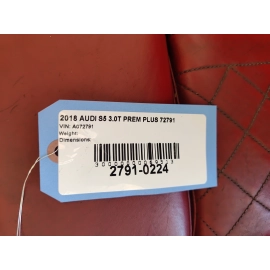 2018 AUDI S5 3.0T PREM PLUS 72791
VIN: A072791
Weight:
Dimensions:
2791-0224